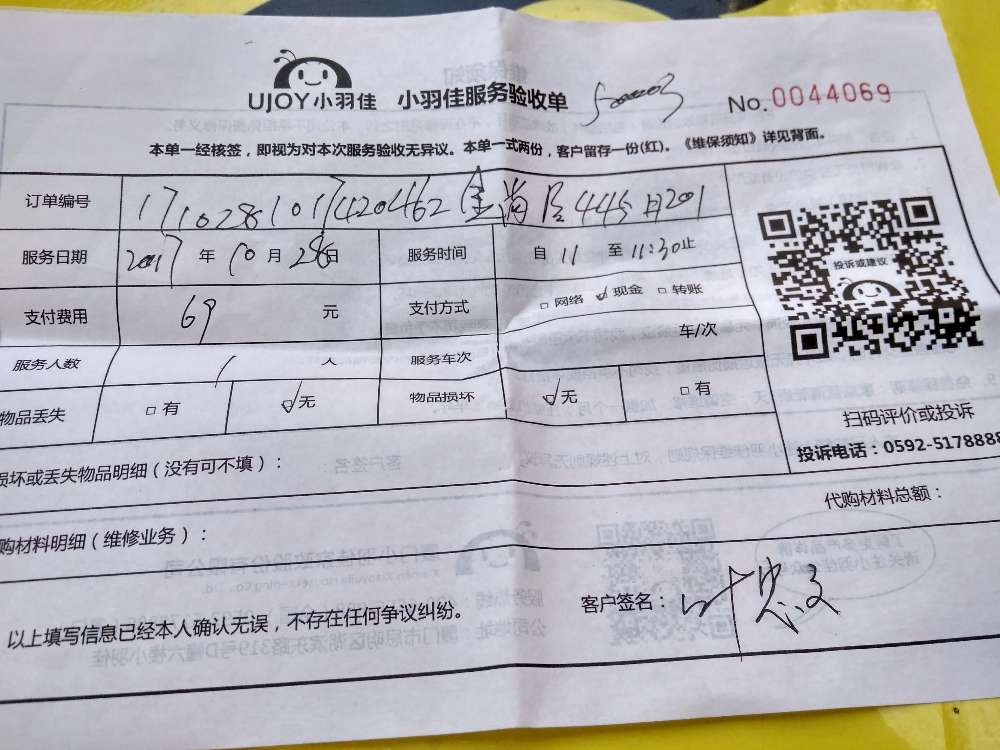 UJOY小羽佳 小羽佳服务验收单 No.0044069
本单一经核签，即视为对本次服务验收无异议。本单一式两份，客户留存一份(红)。《维保须知》详见背面。
订单编号 1710281017420462
服务日期 2017 年 10 月 28 日 服务时间 自 11 至 11:30止
支付费用 69 元 支付方式 □网络 ☑现金 □转账
服务人数 1 人 服务车次 车/次
物品丢失 □有 ☑无 物品损坏 ☑无 □有
投诉或建议
扫码评价或投诉
投诉电话：0592-5178888
损坏或丢失物品明细（没有可不填）：
购材料明细（维修业务）： 代购材料总额：
以上填写信息已经本人确认无误，不存在任何争议纠纷。 客户签名：